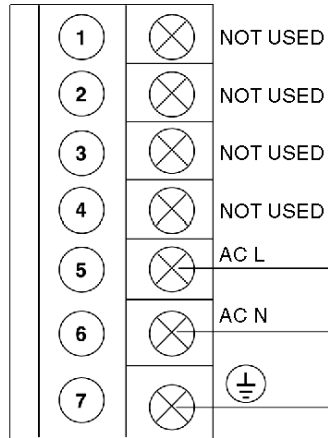 1 NOT USED
2 NOT USED
3 NOT USED
4 NOT USED
5 AC L
6 AC N
7